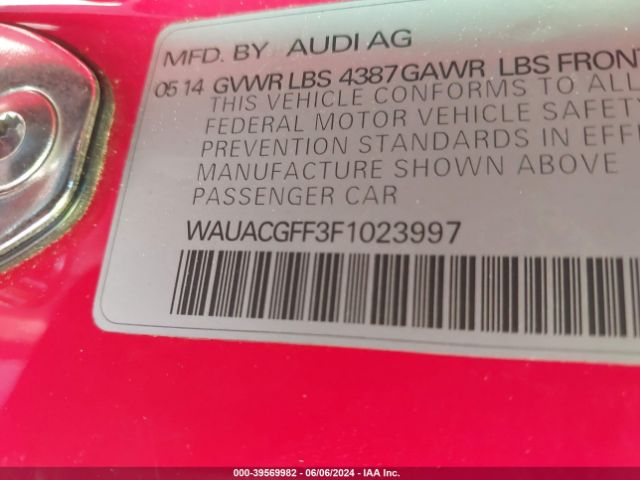 MFD. BY AUDI AG
05 14 GVWR LBS 4387 GAWR LBS FRONT
THIS VEHICLE CONFORMS TO ALL
FEDERAL MOTOR VEHICLE SAFETY
PREVENTION STANDARDS IN EFFE
MANUFACTURE SHOWN ABOVE
PASSENGER CAR
WAUACGFF3F1023997
000-39569982 - 06/06/2024 - IAA Inc.